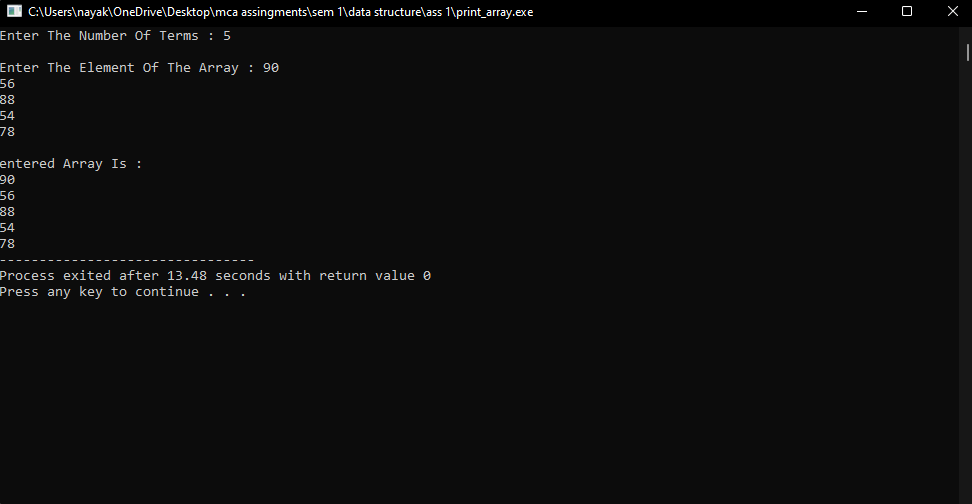 C:\Users\nayak\OneDrive\Desktop\mca assingments\sem 1\data structure\ass 1\print_array.exe
Enter The Number Of Terms : 5
Enter The Element Of The Array : 90
56
88
54
78
entered Array Is :
90
56
88
54
78
--------------------------------
Process exited after 13.48 seconds with return value 0
Press any key to continue . . .